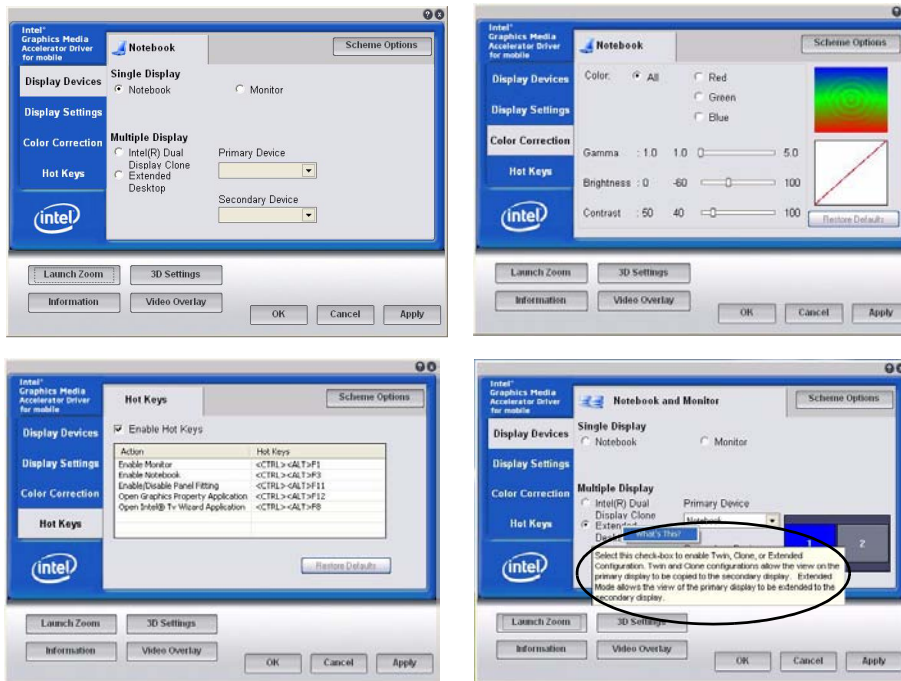 Intel®
Graphics Media
Accelerator Driver
for mobile
Notebook
Scheme Options
Display Devices
Display Settings
Color Correction
Hot Keys
intel
Single Display
Notebook
Monitor
Multiple Display
Intel(R) Dual
Display Clone
Extended
Desktop
Primary Device
Secondary Device
Launch Zoom
3D Settings
Information
Video Overlay
OK
Cancel
Apply
Intel®
Graphics Media
Accelerator Driver
for mobile
Notebook
Scheme Options
Display Devices
Display Settings
Color Correction
Hot Keys
intel
Color:
All
Red
Green
Blue
Gamma : 1.0 1.0 5.0
Brightness : 0 -60 100
Contrast : 50 40 100
Restore Defaults
Launch Zoom
3D Settings
Information
Video Overlay
OK
Cancel
Apply
Intel®
Graphics Media
Accelerator Driver
for mobile
Hot Keys
Scheme Options
Display Devices
Display Settings
Color Correction
Hot Keys
intel
Enable Hot Keys
Action Hot Keys
Enable Monitor <CTRL><ALT>F1
Enable Notebook <CTRL><ALT>F3
Enable/Disable Panel Fitting <CTRL><ALT>F11
Open Graphics Property Application <CTRL><ALT>F12
Open Intel® Tv Wizard Application <CTRL><ALT>F8
Restore Defaults
Launch Zoom
3D Settings
Information
Video Overlay
OK
Cancel
Apply
Intel®
Graphics Media
Accelerator Driver
for mobile
Notebook and Monitor
Scheme Options
Display Devices
Display Settings
Color Correction
Hot Keys
intel
Single Display
Notebook
Monitor
Multiple Display
Intel(R) Dual
Display Clone
Primary Device
Notebook
What's This?
1
2
Select this check-box to enable Twin, Clone, or Extended
Configuration. Twin and Clone configurations allow the view on the
primary display to be copied to the secondary display. Extended
Mode allows the view of the primary display to be extended to the
secondary display.
Launch Zoom
3D Settings
Information
Video Overlay
OK
Cancel
Apply